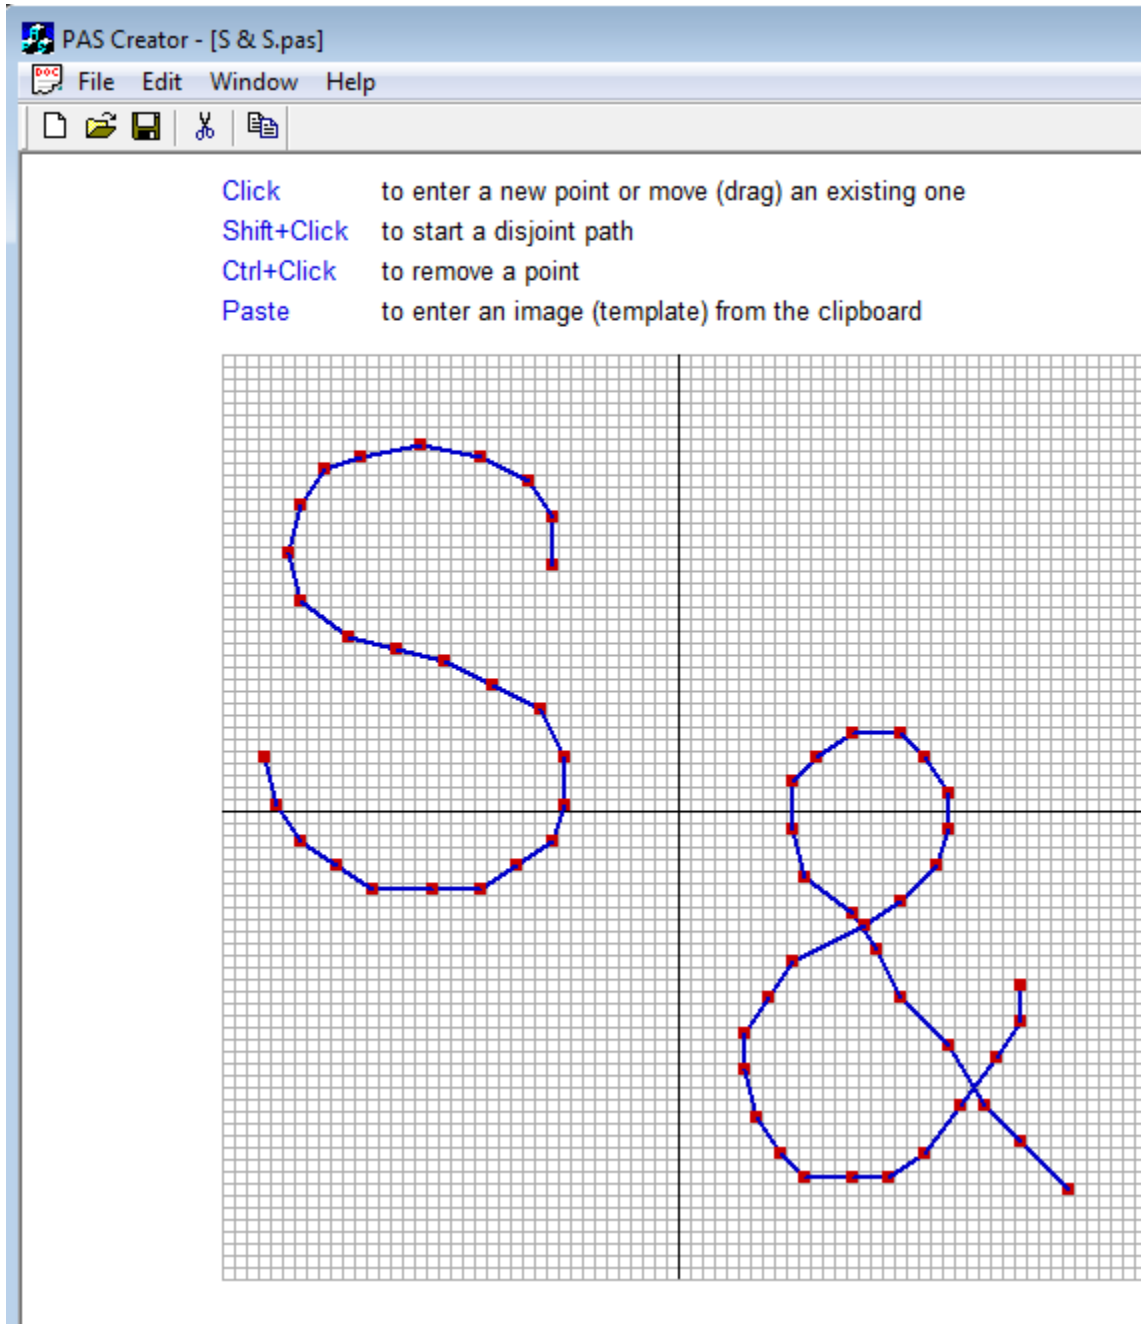 PAS Creator - [S & S.pas]
DOC File Edit Window Help
Click to enter a new point or move (drag) an existing one
Shift+Click to start a disjoint path
Ctrl+Click to remove a point
Paste to enter an image (template) from the clipboard
S &